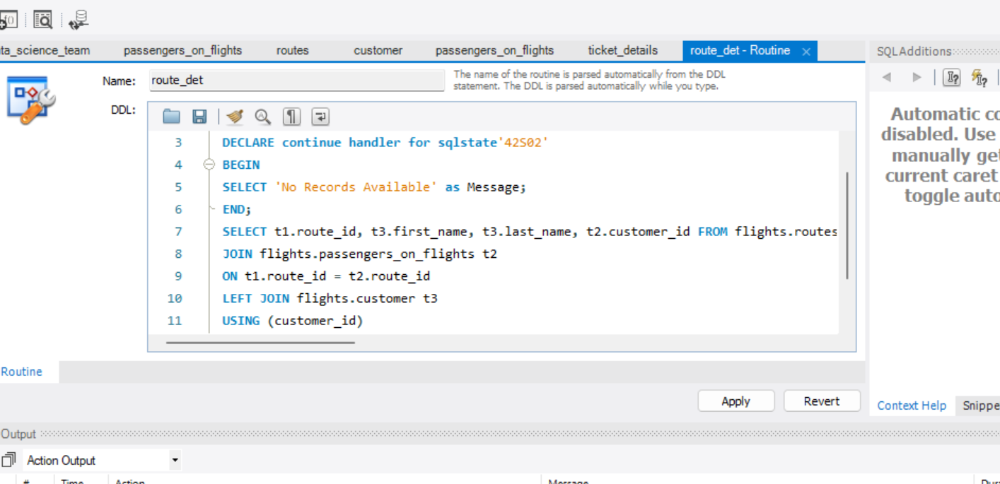 f()
ta_science_team passengers_on_flights routes customer passengers_on_flights ticket_details route_det - Routine SQLAdditions
Name: route_det The name of the routine is parsed automatically from the DDL
statement. The DDL is parsed automatically while you type.
DDL:
3 DECLARE continue handler for sqlstate'42S02'
4 BEGIN
5 SELECT 'No Records Available' as Message;
6 END;
7 SELECT t1.route_id, t3.first_name, t3.last_name, t2.customer_id FROM flights.routes
8 JOIN flights.passengers_on_flights t2
9 ON t1.route_id = t2.route_id
10 LEFT JOIN flights.customer t3
11 USING (customer_id)
Automatic co
disabled. Use
manually get
current caret
toggle auto
Routine
Apply Revert
Context Help Snippe
Output
Action Output
# Time Action Message